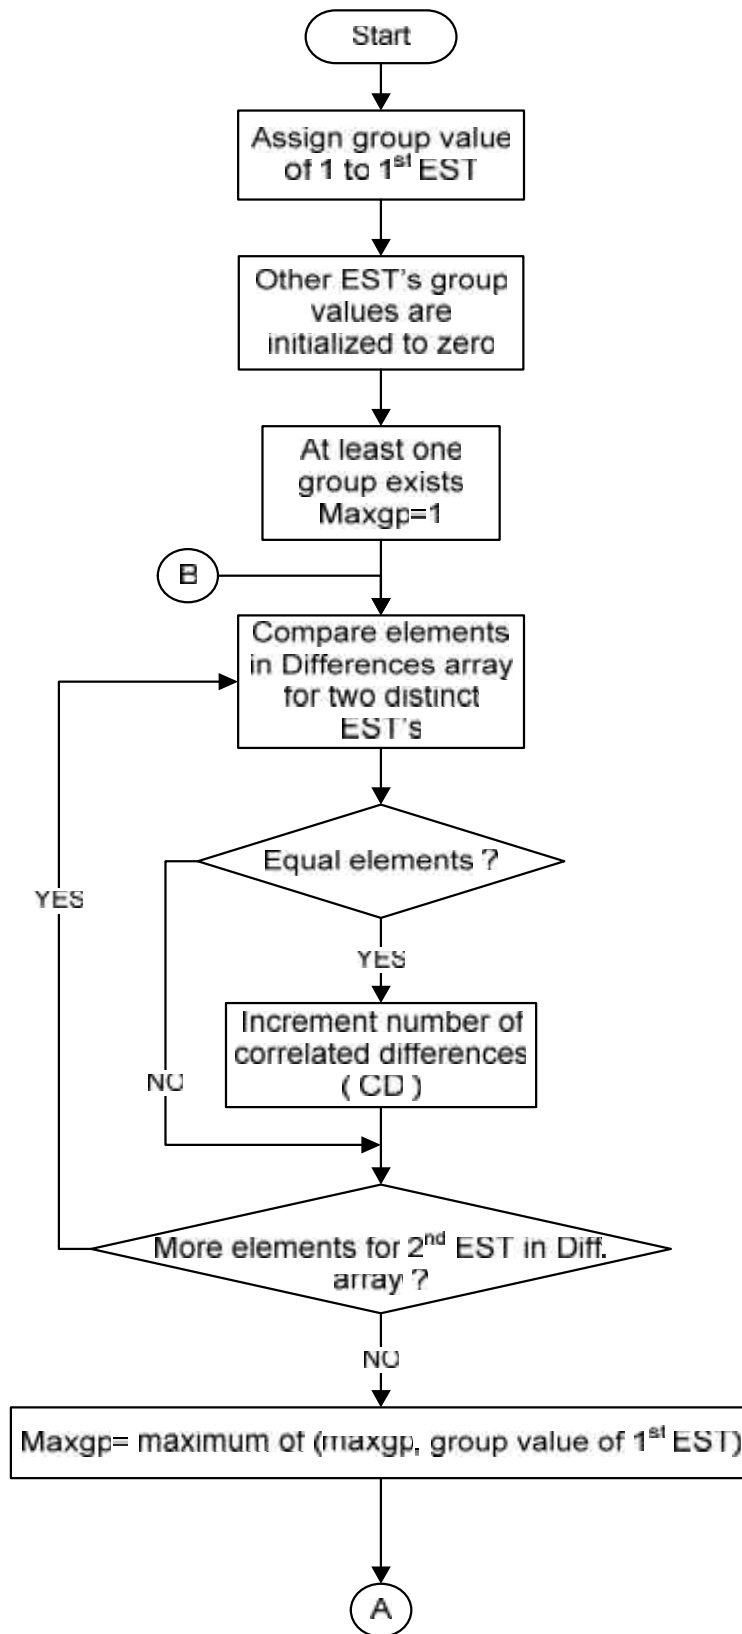 Start
Assign group value
of 1 to 1st EST
Other EST's group
values are
initialized to zero
At least one
group exists
Maxgp=1
B
Compare elements
in Differences array
for two distinct
EST's
Equal elements ?
YES
YES
Increment number of
correlated differences
( CD )
NO
More elements for 2nd EST in Diff.
array ?
NO
Maxgp= maximum of (maxgp, group value of 1st EST)
A